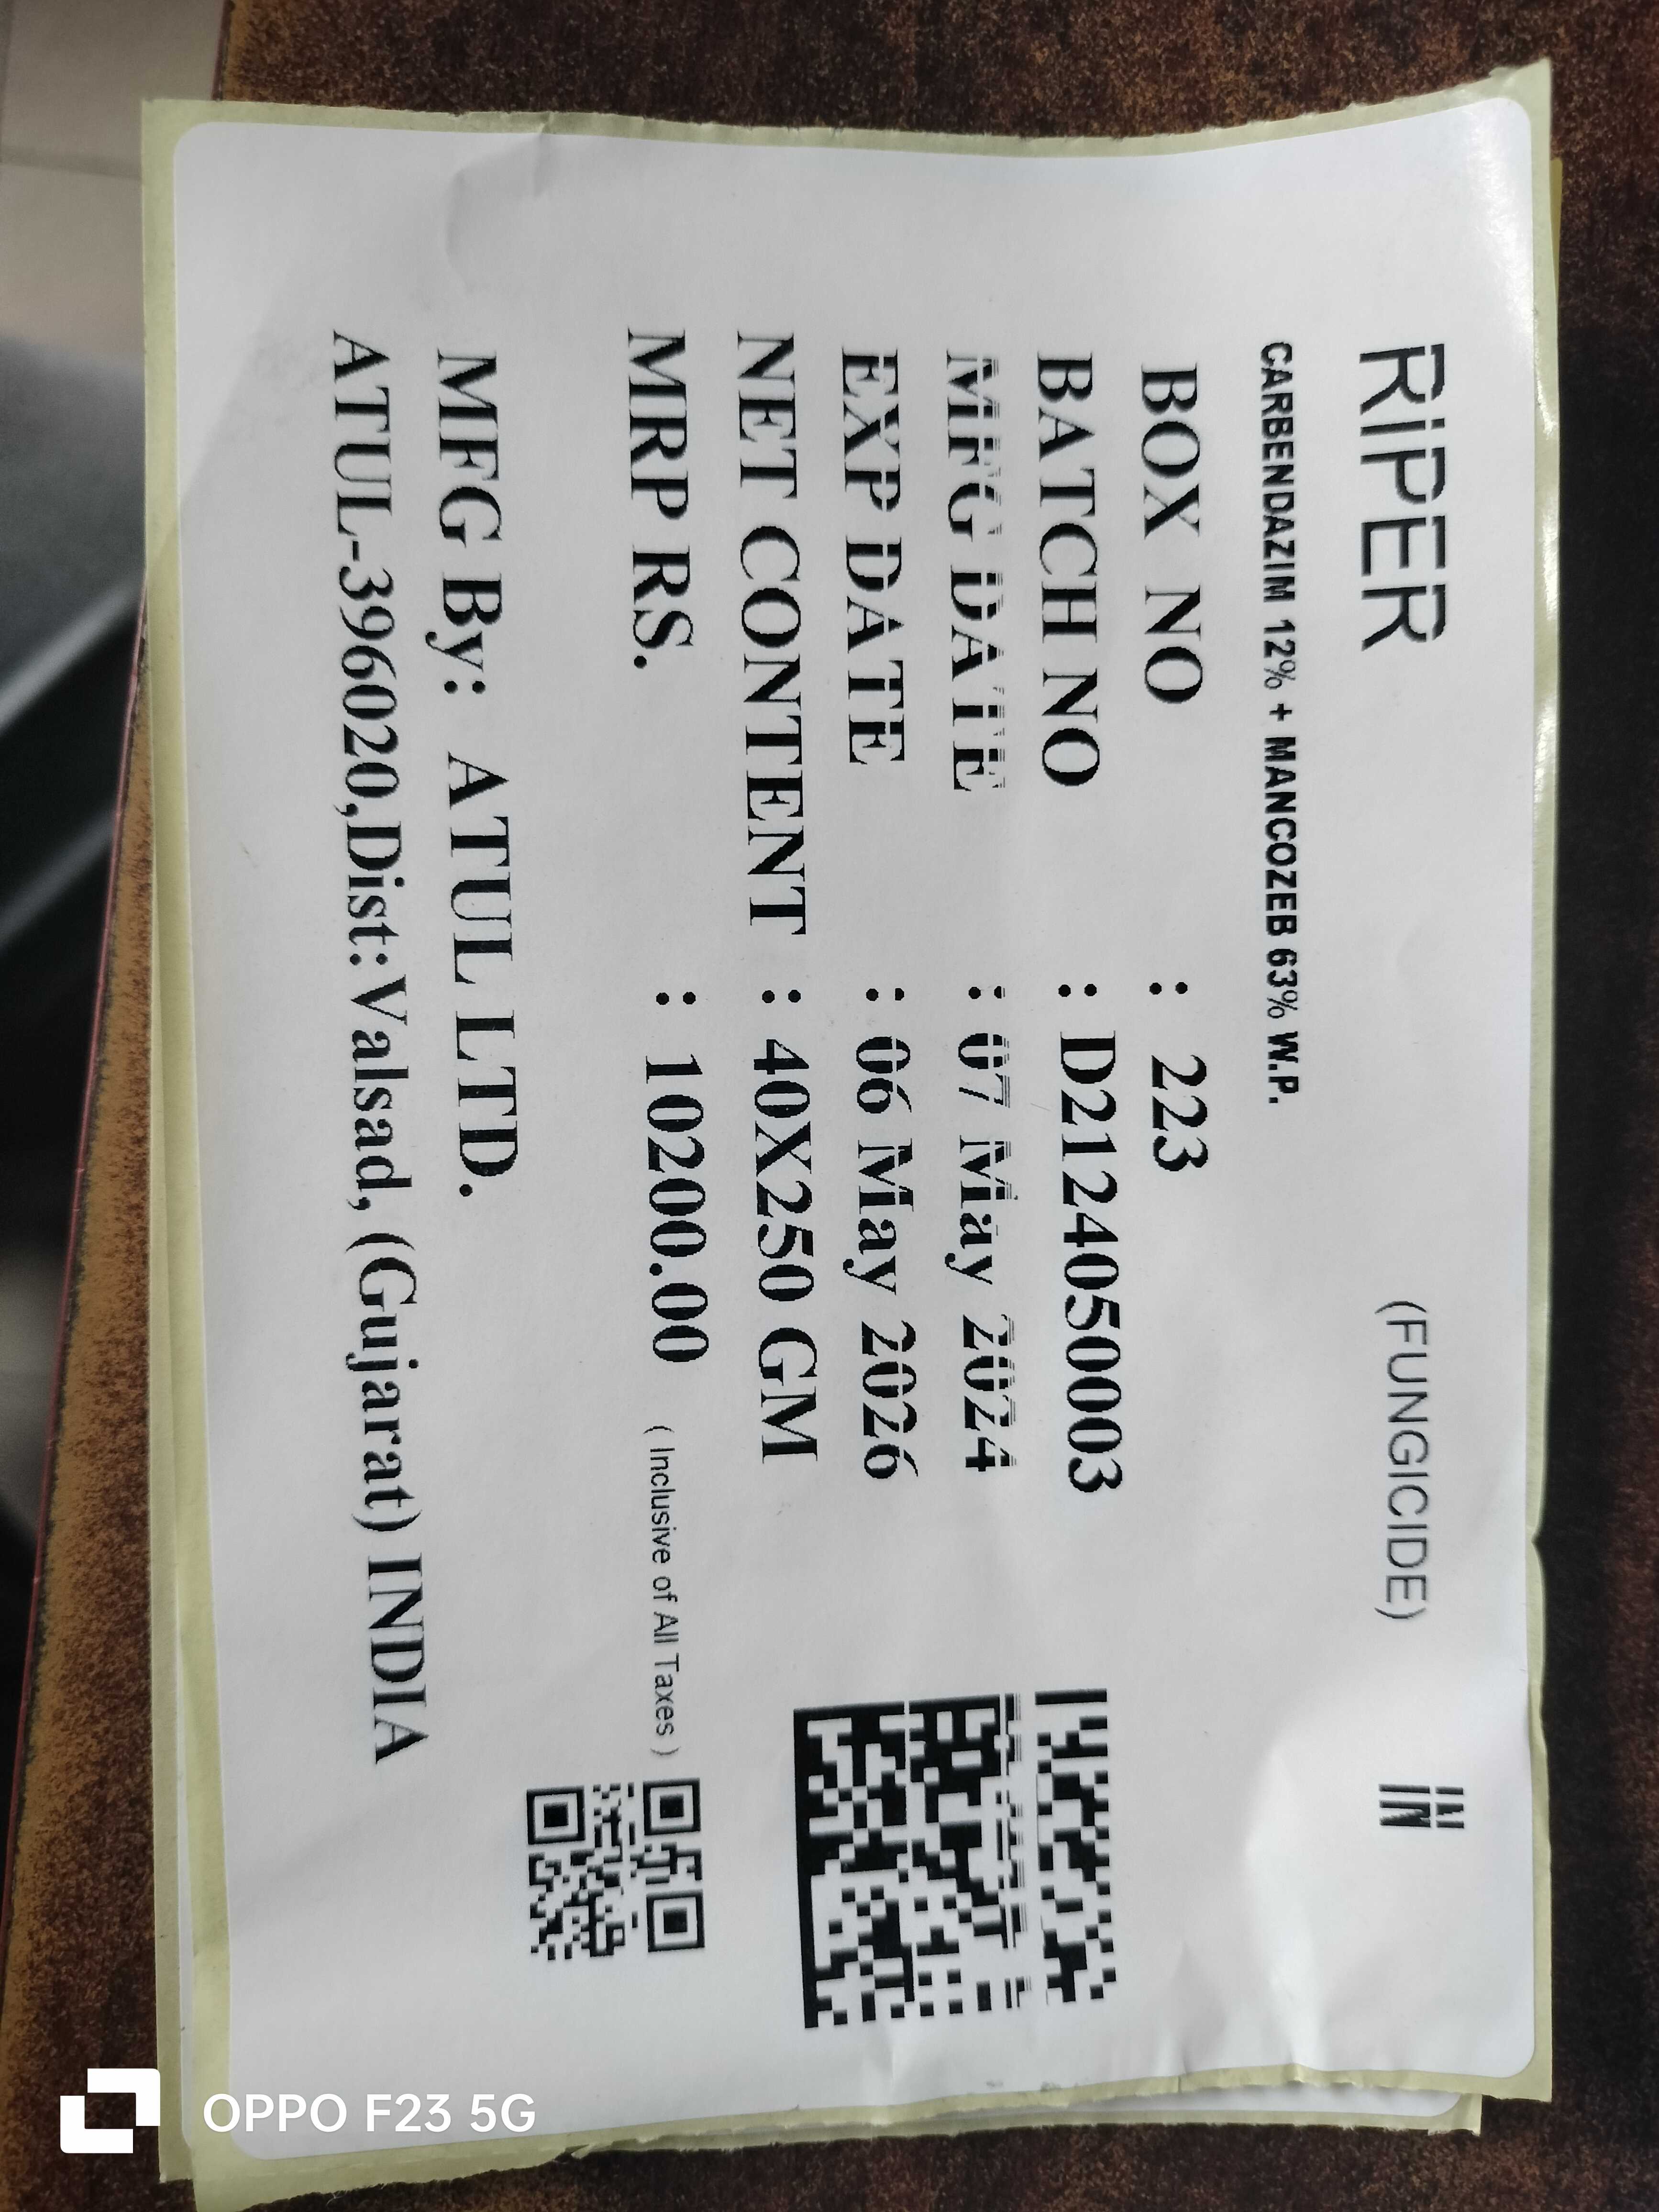 RiPER (FUNGICIDE) IN
CARBENDAZIM 12% + MANCOZEB 63% W.P.
BOX NO : 223
BATCH NO : D2124050003
MFG DATE : 07 May 2024
EXP DATE : 06 May 2026
NET CONTENT : 40X250 GM
MRP RS. : 10200.00 ( Inclusive of All Taxes )
MFG By: ATUL LTD.
ATUL-396020,Dist:Valsad, (Gujarat) INDIA
OPPO F23 5G